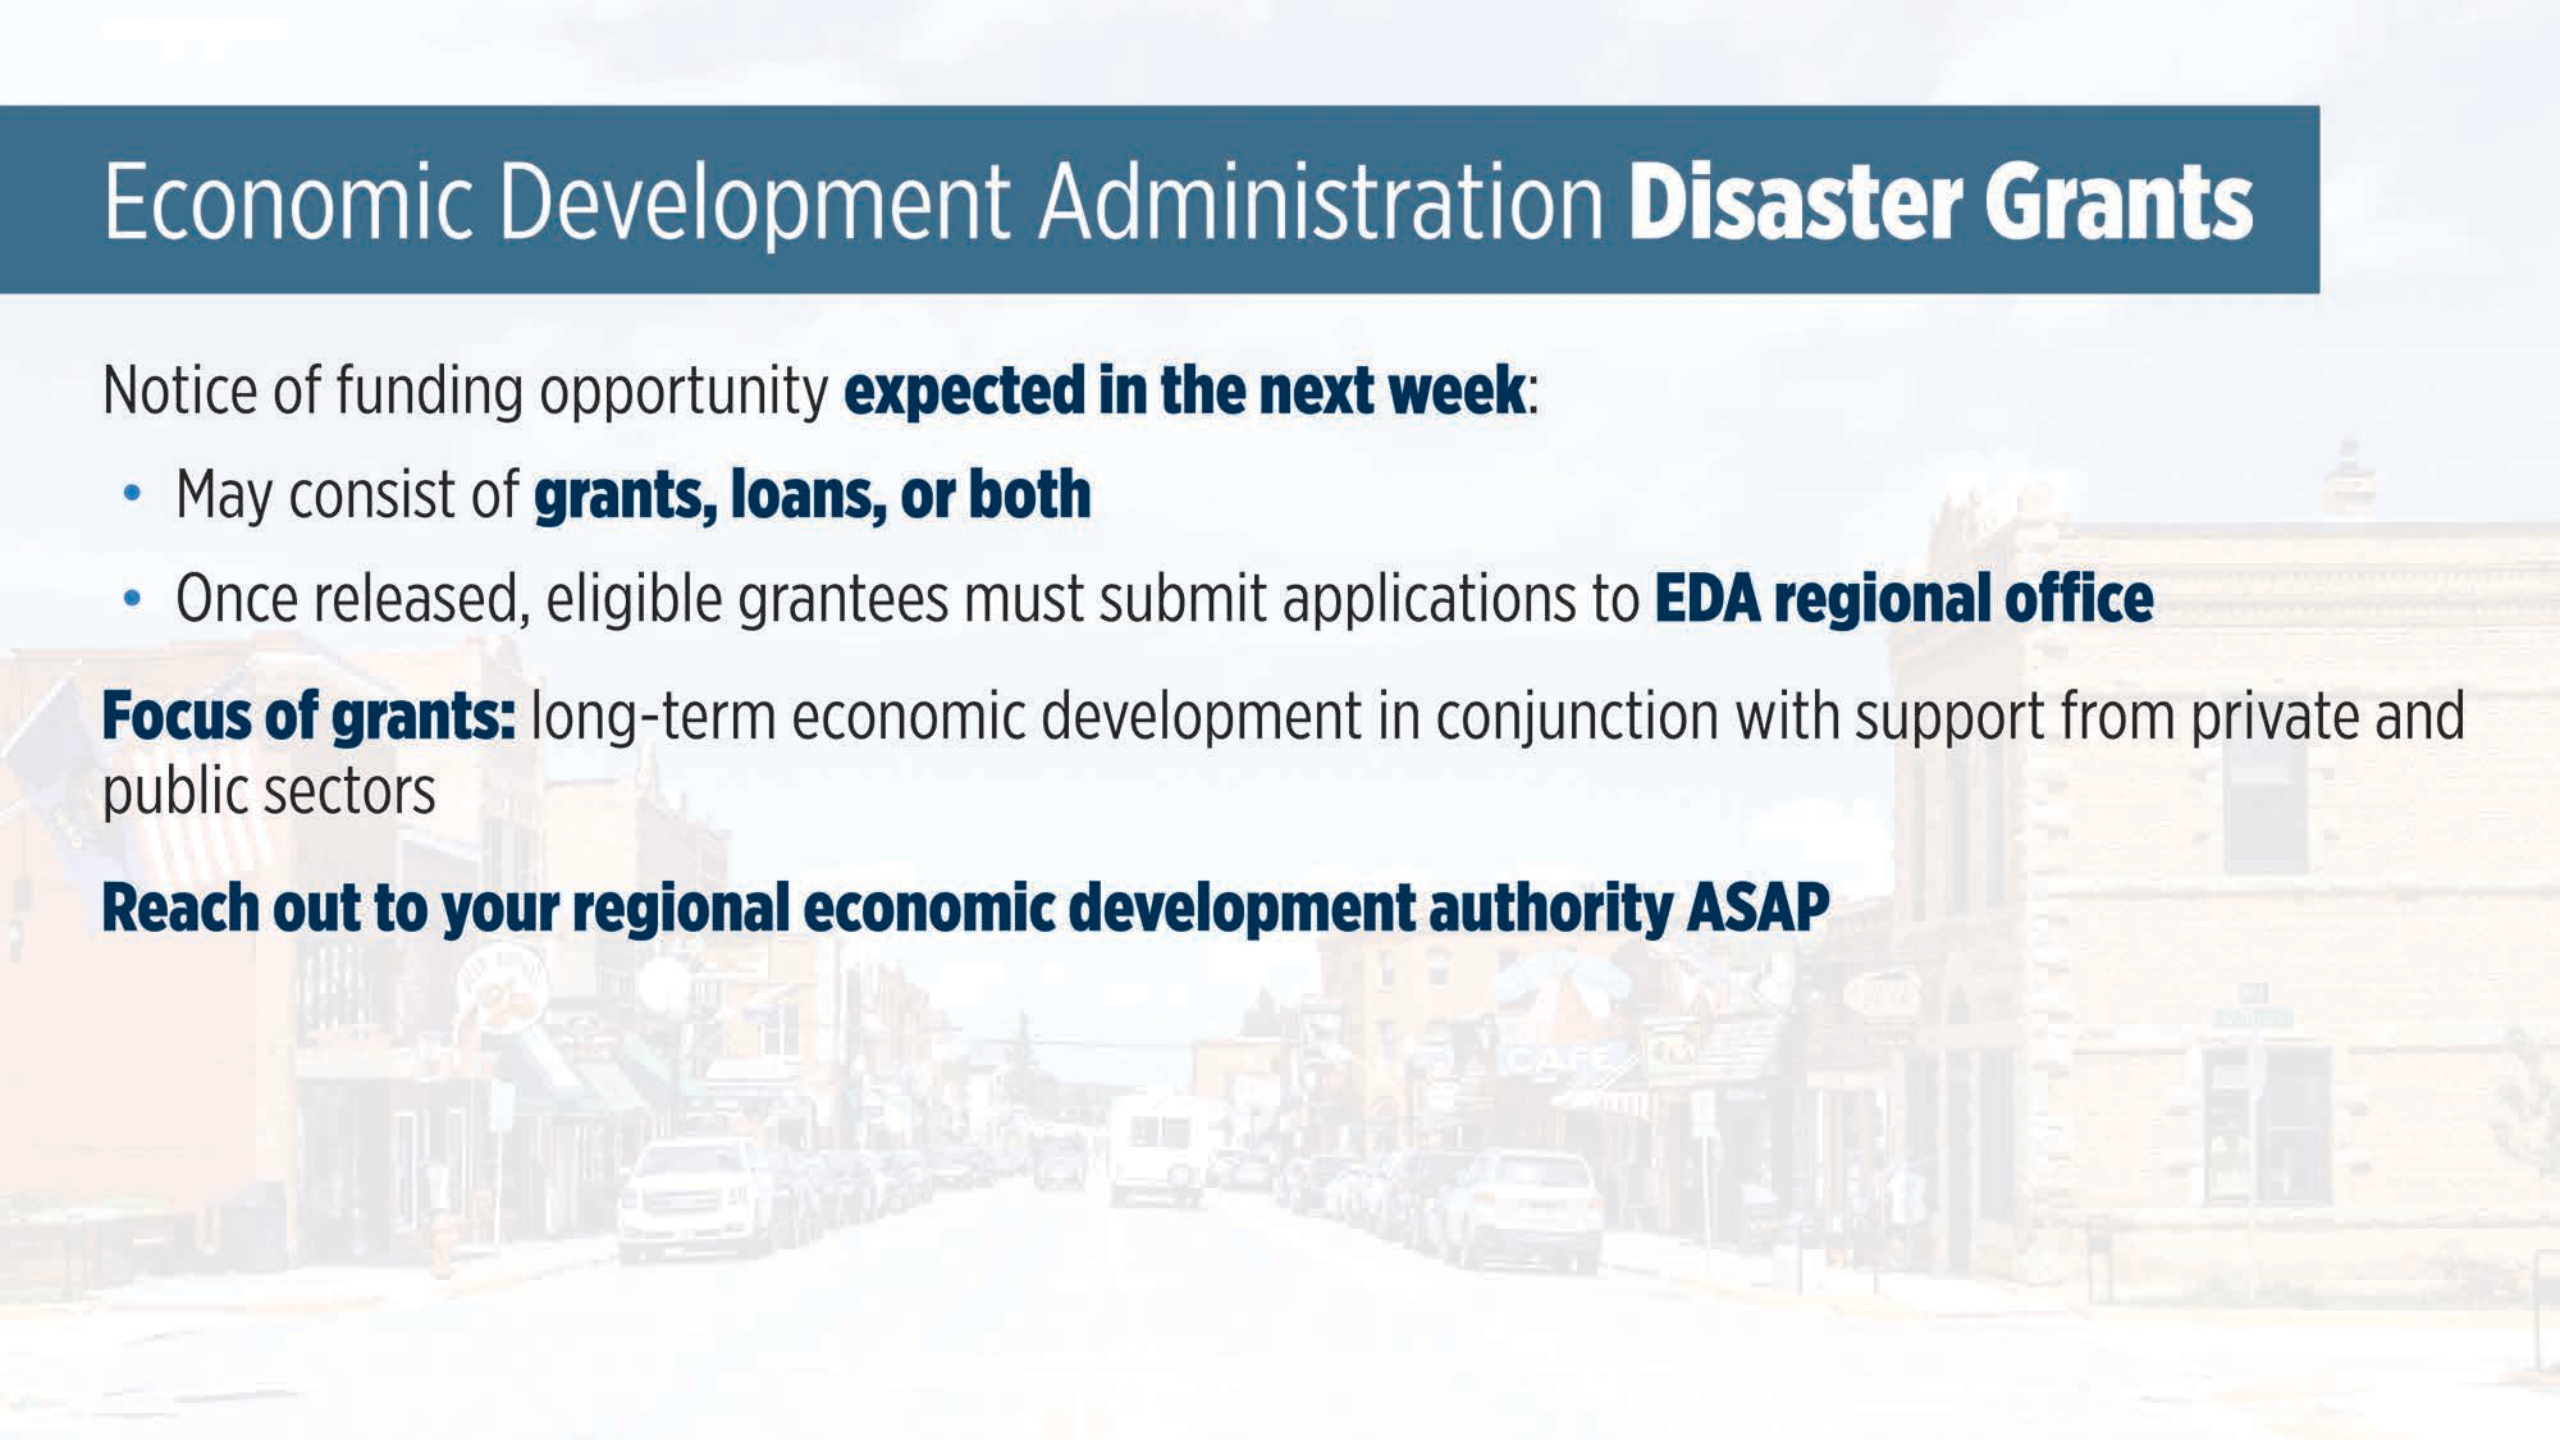 Economic Development Administration Disaster Grants
Notice of funding opportunity expected in the next week:
• May consist of grants, loans, or both
• Once released, eligible grantees must submit applications to EDA regional office
Focus of grants: long-term economic development in conjunction with support from private and
public sectors
Reach out to your regional economic development authority ASAP
CAFE